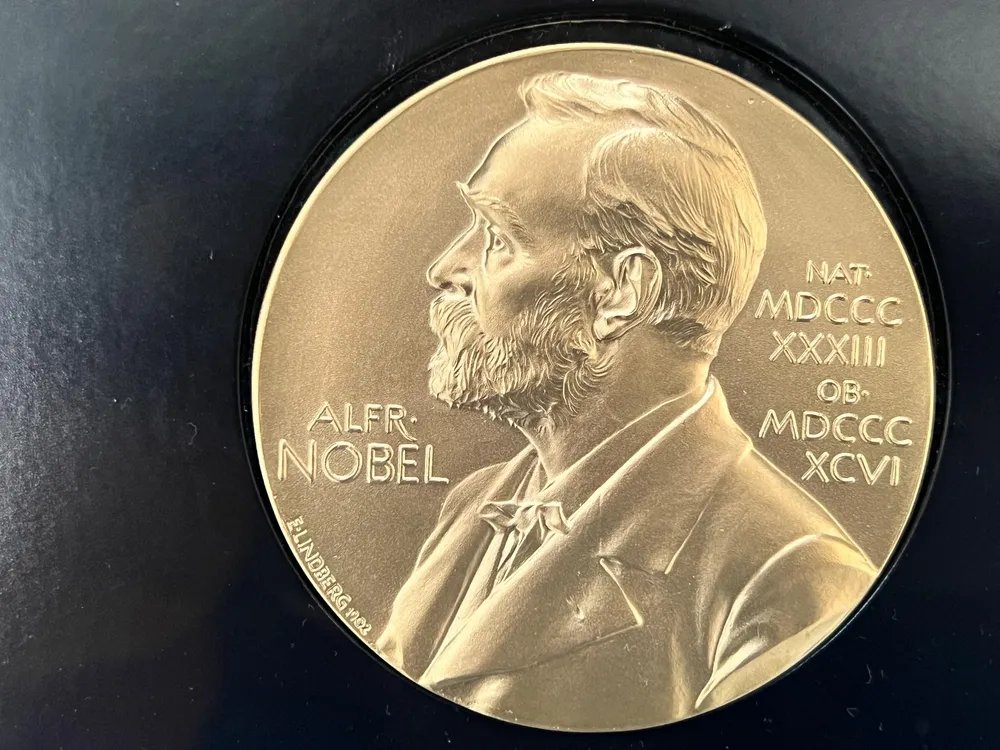 ALFR·
NOBEL
NAT·
MDCCC
XXXIII
OB·
MDCCC
XCVI
E·LINDBERG 1902